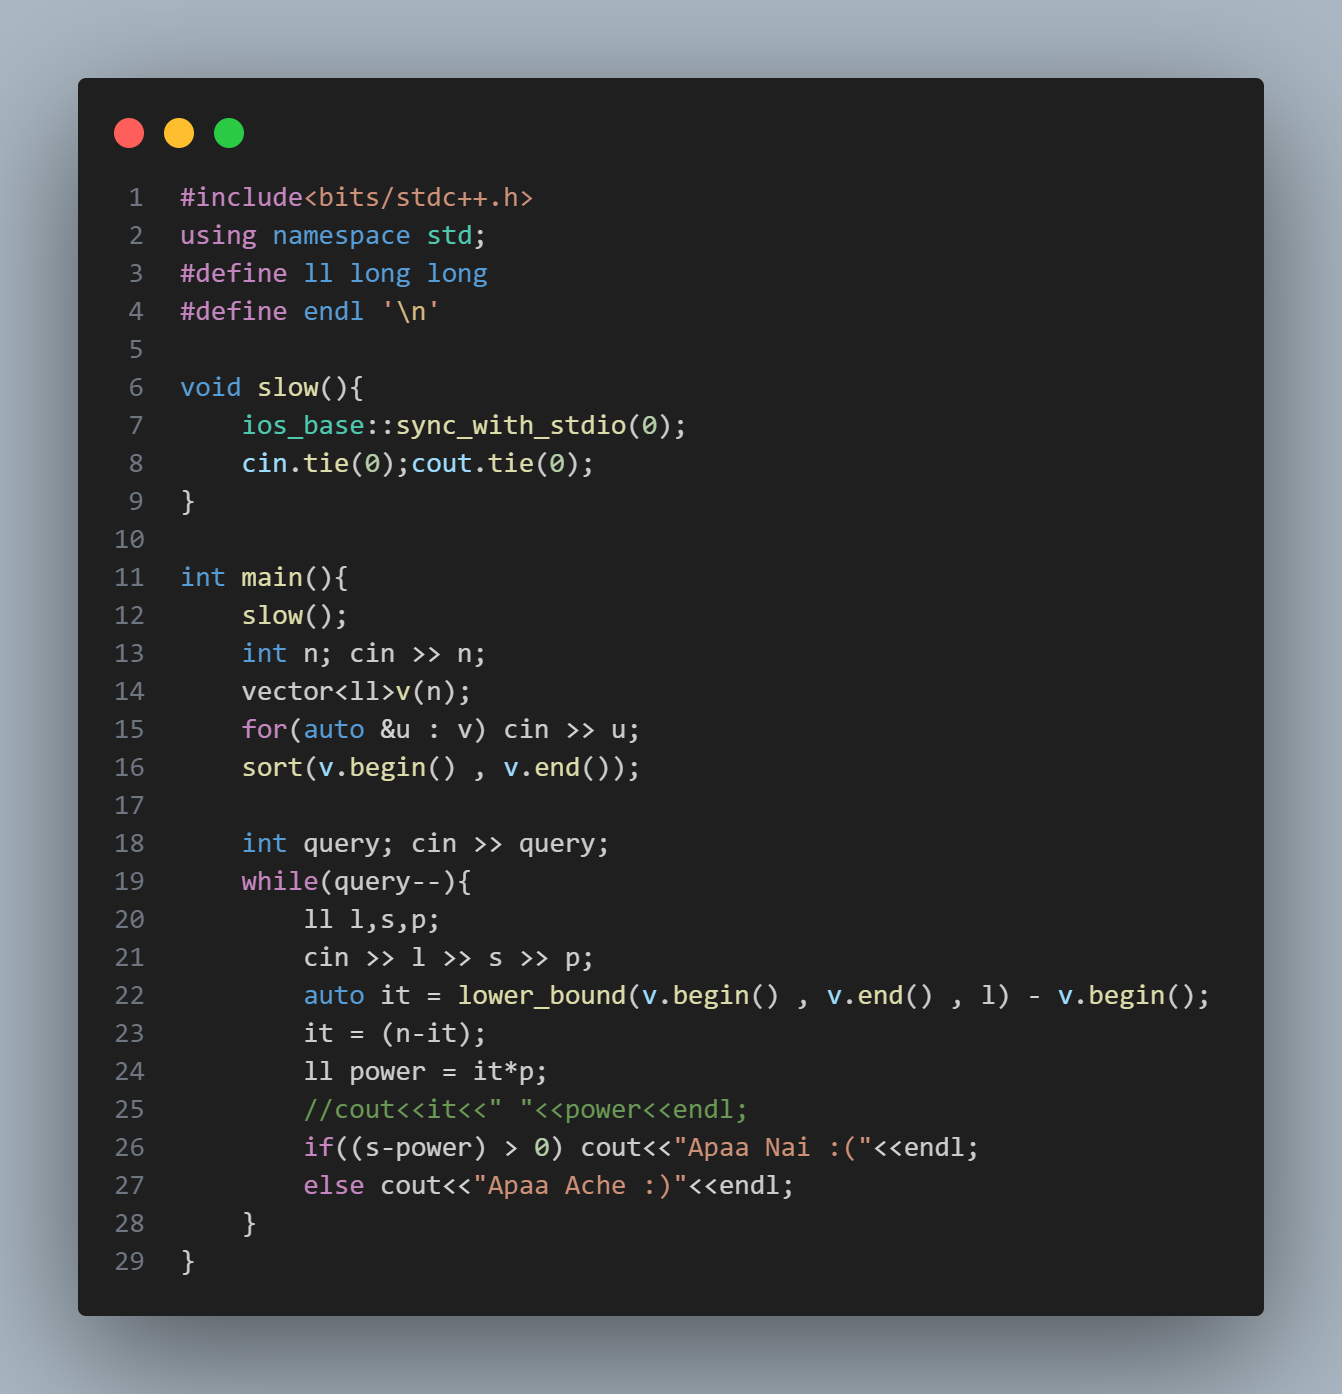 1 #include<bits/stdc++.h>
2 using namespace std;
3 #define ll long long
4 #define endl '\n'
5
6 void slow(){
7     ios_base::sync_with_stdio(0);
8     cin.tie(0);cout.tie(0);
9 }
10
11 int main(){
12     slow();
13     int n; cin >> n;
14     vector<ll>v(n);
15     for(auto &u : v) cin >> u;
16     sort(v.begin() , v.end());
17
18     int query; cin >> query;
19     while(query--){
20         ll l,s,p;
21         cin >> l >> s >> p;
22         auto it = lower_bound(v.begin() , v.end() , l) - v.begin();
23         it = (n-it);
24         ll power = it*p;
25         //cout<<it<<" "<<power<<endl;
26         if((s-power) > 0) cout<<"Apaa Nai :("<<endl;
27         else cout<<"Apaa Ache :)"<<endl;
28     }
29 }